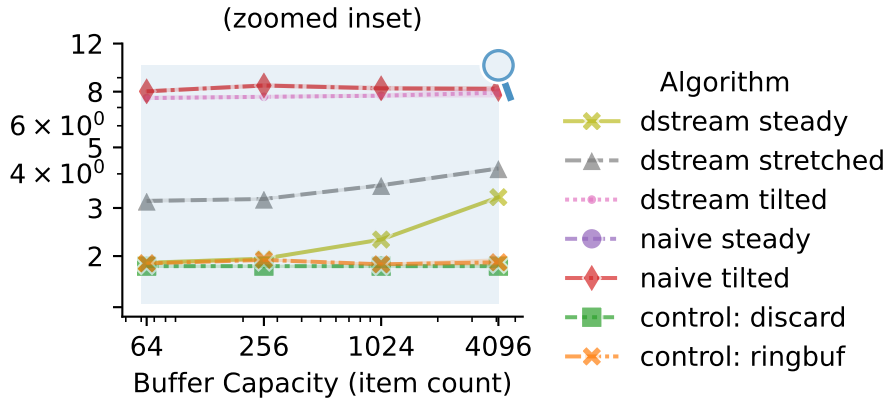 (zoomed inset)
12
8
6 × 10⁰
5
4 × 10⁰
3
2
64 256 1024 4096
Buffer Capacity (item count)
Algorithm
dstream steady
dstream stretched
dstream tilted
naive steady
naive tilted
control: discard
control: ringbuf